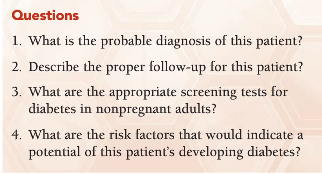 Questions
1. What is the probable diagnosis of this patient?
2. Describe the proper follow-up for this patient?
3. What are the appropriate screening tests for
diabetes in nonpregnant adults?
4. What are the risk factors that would indicate a
potential of this patient's developing diabetes?